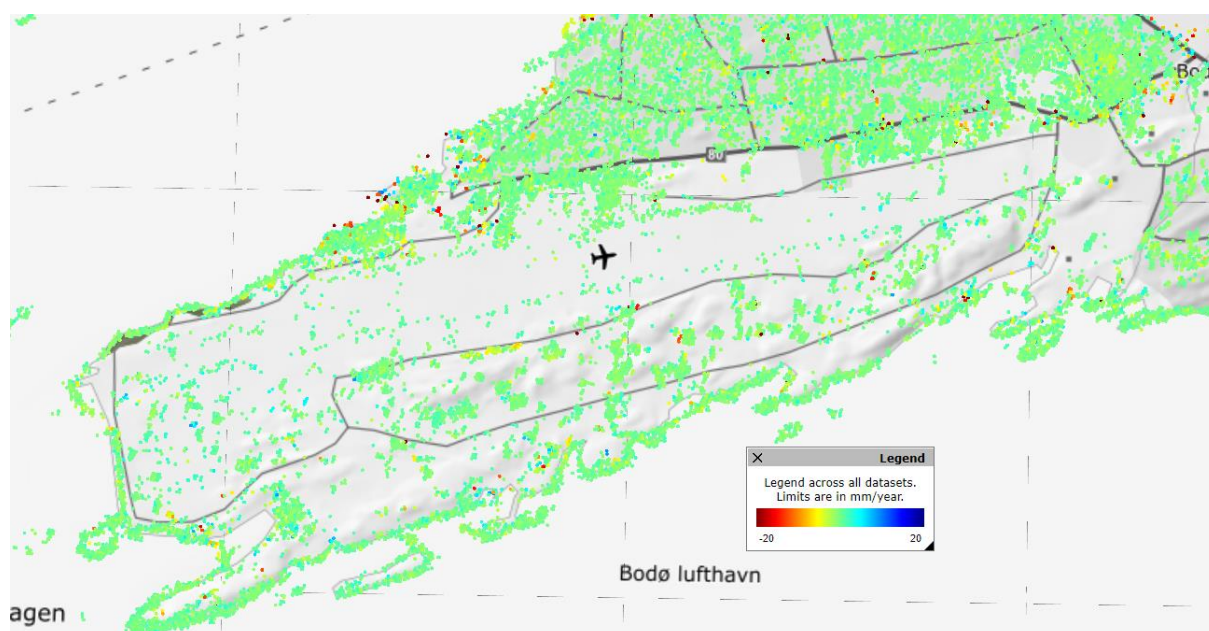 Bo
80
Legend
Legend across all datasets.
Limits are in mm/year.
-20 20
Bodø lufthavn
agen